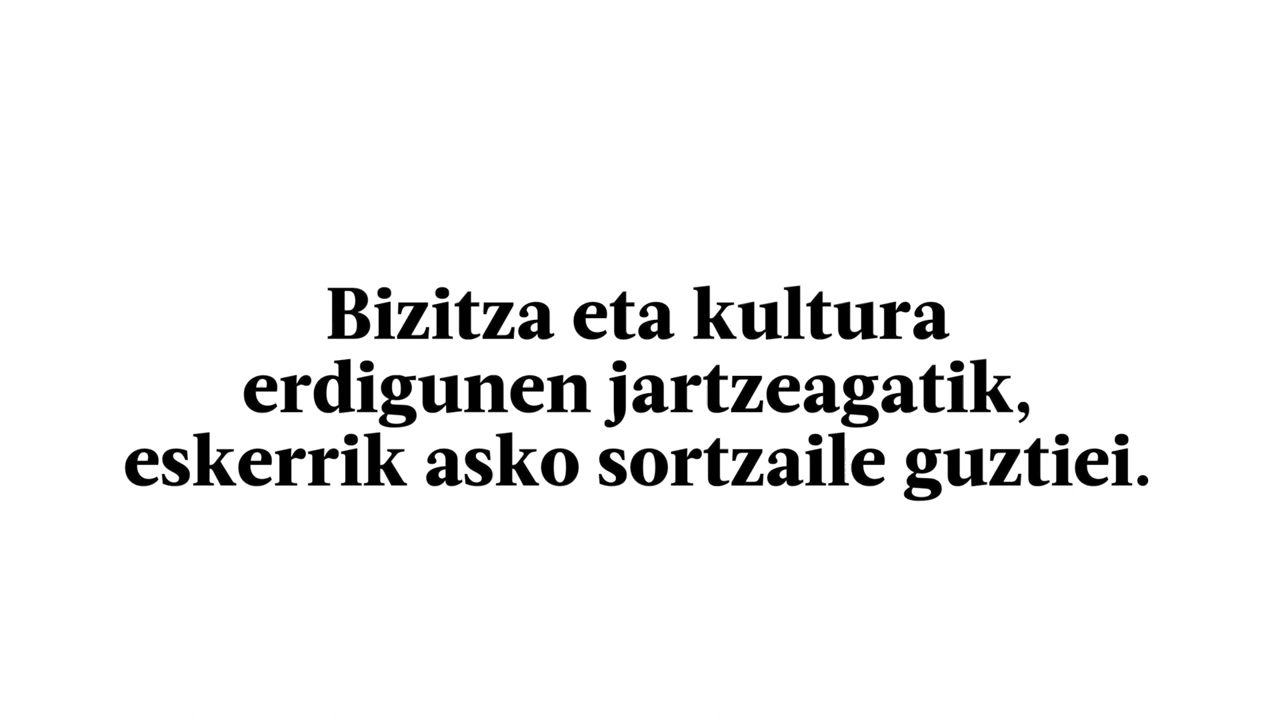 Bizitza eta kultura
erdigunen jartzeagatik,
eskerrik asko sortzaile guztiei.